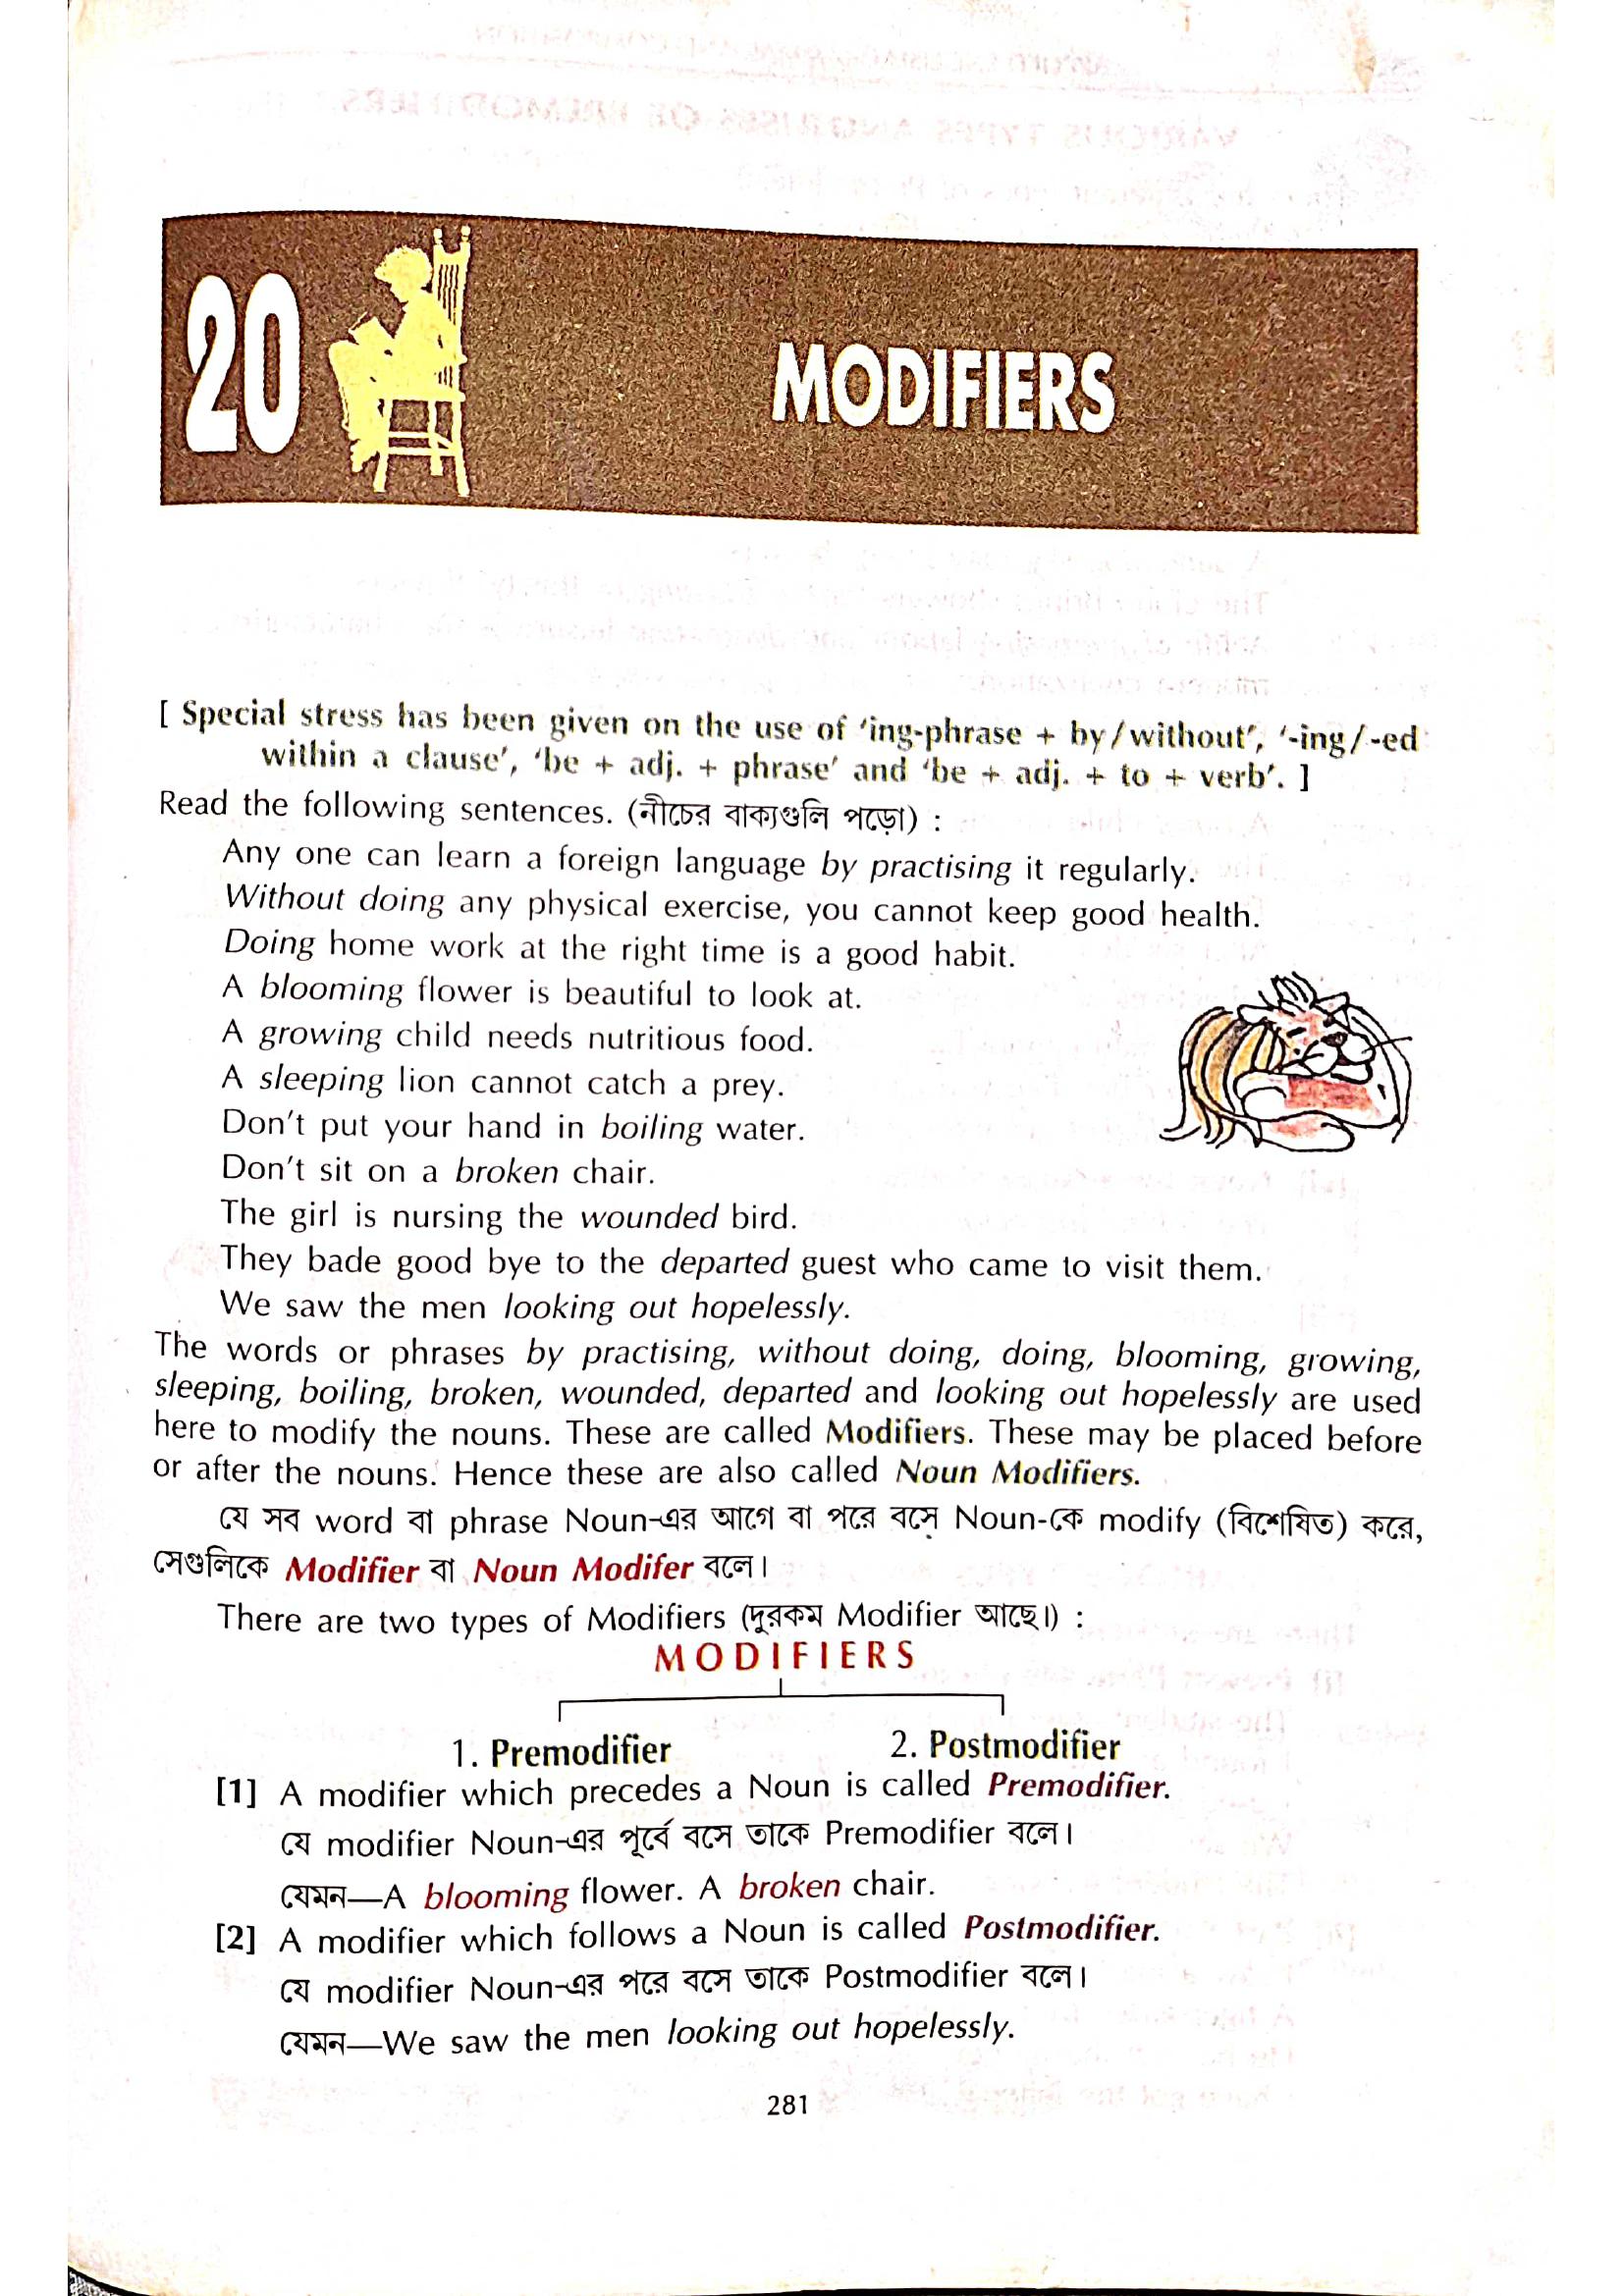 20
MODIFIERS
[ Special stress has been given on the use of ‘ing-phrase + by/without’, ‘-ing/-ed
within a clause’, ‘be + adj. + phrase’ and ‘be + adj. + to + verb’. ]
Read the following sentences. (নীচের বাক্যগুলি পড়ো) :
Any one can learn a foreign language by practising it regularly.
Without doing any physical exercise, you cannot keep good health.
Doing home work at the right time is a good habit.
A blooming flower is beautiful to look at.
A growing child needs nutritious food.
A sleeping lion cannot catch a prey.
Don’t put your hand in boiling water.
Don’t sit on a broken chair.
The girl is nursing the wounded bird.
They bade good bye to the departed guest who came to visit them.
We saw the men looking out hopelessly.
The words or phrases by practising, without doing, doing, blooming, growing,
sleeping, boiling, broken, wounded, departed and looking out hopelessly are used
here to modify the nouns. These are called Modifiers. These may be placed before
or after the nouns. Hence these are also called Noun Modifiers.
যে সব word বা phrase Noun-এর আগে বা পরে বসে Noun-কে modify (বিশেষিত) করে,
সেগুলিকে Modifier বা Noun Modifer বলে।
There are two types of Modifiers (দুরকম Modifier আছে।) :
MODIFIERS
1. Premodifier 2. Postmodifier
[1] A modifier which precedes a Noun is called Premodifier.
যে modifier Noun-এর পূর্বে বসে তাকে Premodifier বলে।
যেমন—A blooming flower. A broken chair.
[2] A modifier which follows a Noun is called Postmodifier.
যে modifier Noun-এর পরে বসে তাকে Postmodifier বলে।
যেমন—We saw the men looking out hopelessly.
281